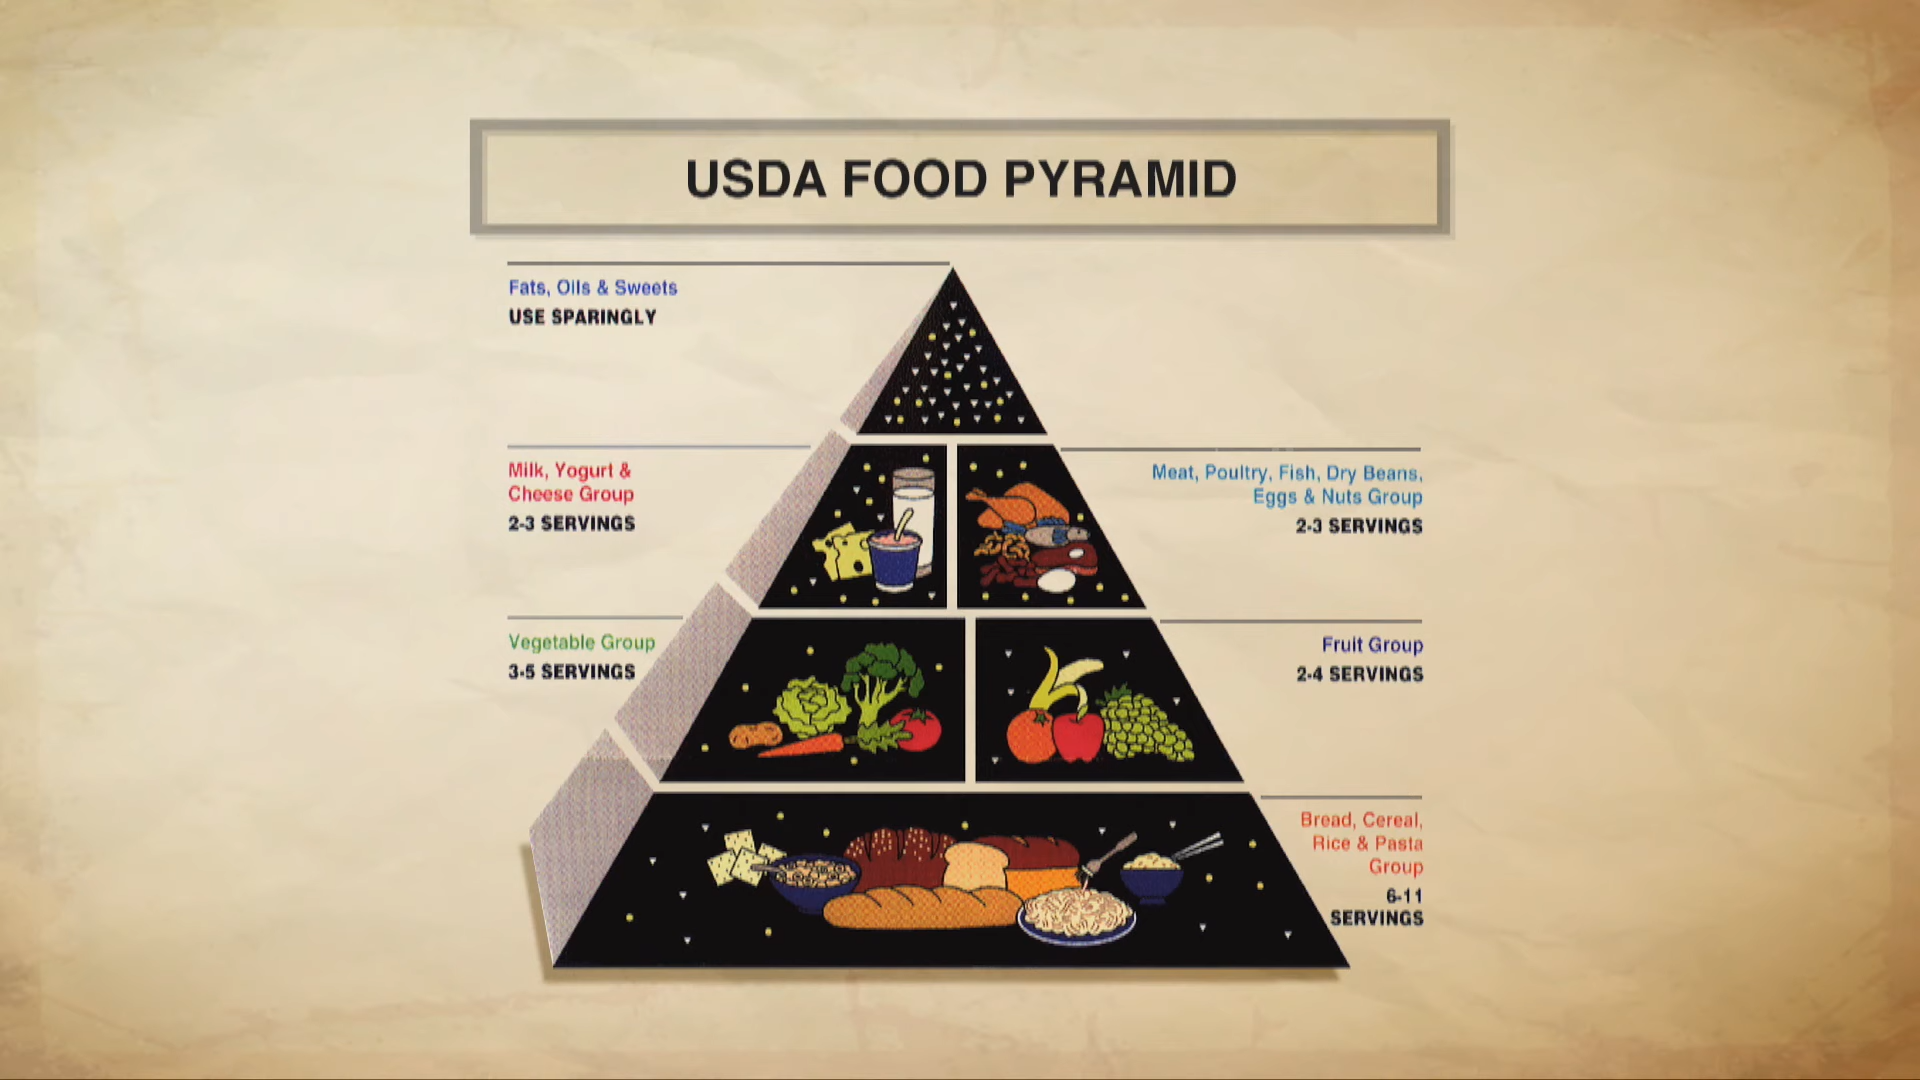 USDA FOOD PYRAMID
Fats, Oils & Sweets
USE SPARINGLY
Milk, Yogurt &
Cheese Group
2-3 SERVINGS
Meat, Poultry, Fish, Dry Beans,
Eggs & Nuts Group
2-3 SERVINGS
Vegetable Group
3-5 SERVINGS
Fruit Group
2-4 SERVINGS
Bread, Cereal,
Rice & Pasta
Group
6-11
SERVINGS